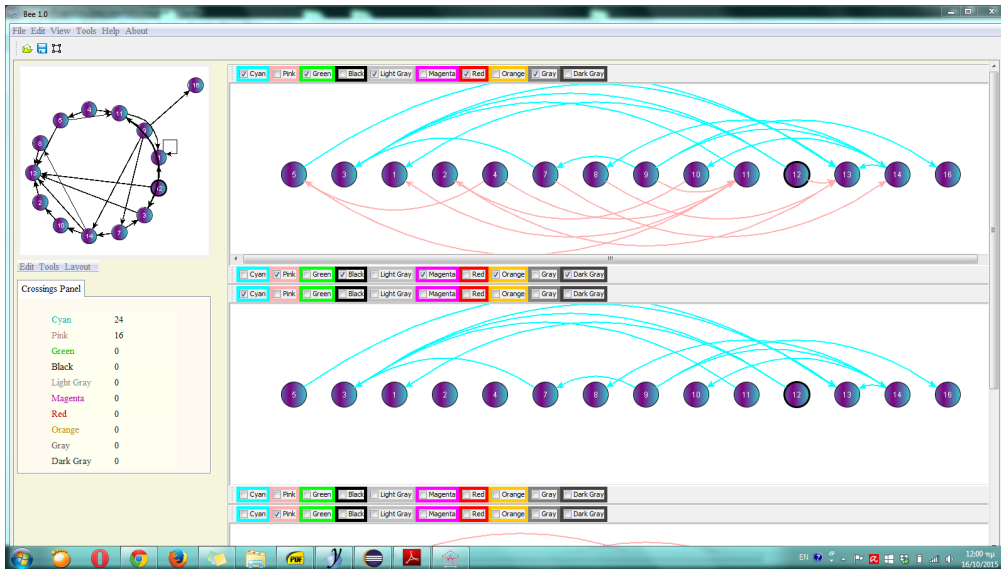 Bee 1.0
File Edit View Tools Help About
Cyan Pink Green Black Light Gray Magenta Red Orange Gray Dark Gray
16
4
11
5
9
8
13
12
2
3
10
7
14
5 3 1 2 4 7 8 9 10 11 12 13 14 16
Edit Tools Layout
Crossings Panel
Cyan 24
Pink 16
Green 0
Black 0
Light Gray 0
Magenta 0
Red 0
Orange 0
Gray 0
Dark Gray 0
Cyan Pink Green Black Light Gray Magenta Red Orange Gray Dark Gray
Cyan Pink Green Black Light Gray Magenta Red Orange Gray Dark Gray
5 3 1 2 4 7 8 9 10 11 12 13 14 16
Cyan Pink Green Black Light Gray Magenta Red Orange Gray Dark Gray
Cyan Pink Green Black Light Gray Magenta Red Orange Gray Dark Gray
PDF
EN
12:00 πμ
16/10/2015